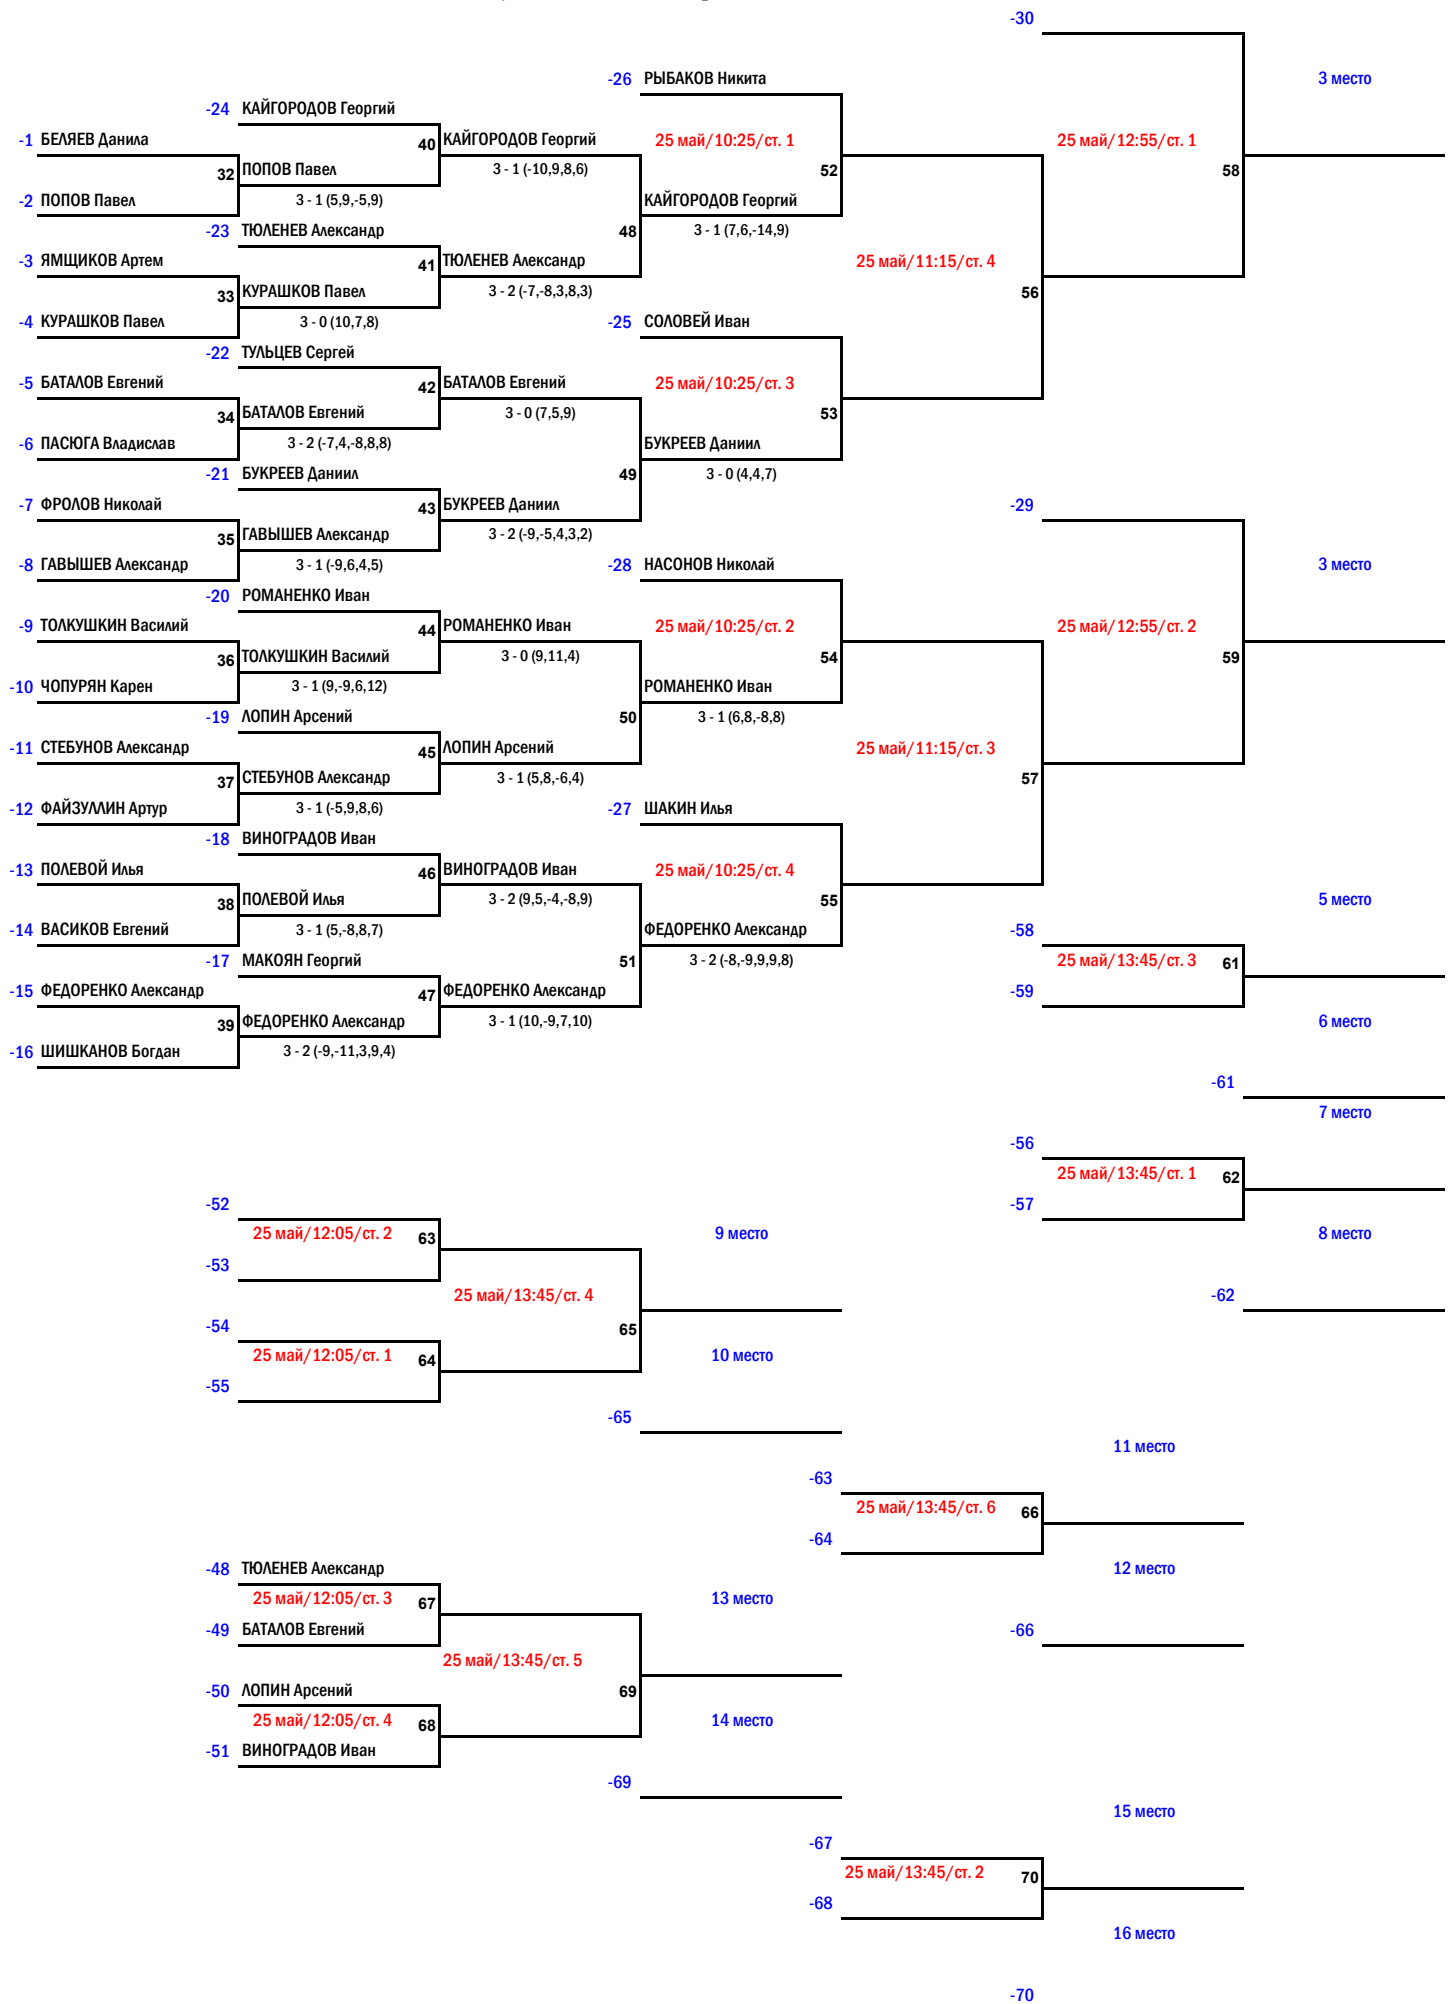 -30
-26 РЫБАКОВ Никита
3 место
-24 КАЙГОРОДОВ Георгий
-1 БЕЛЯЕВ Данила
40 КАЙГОРОДОВ Георгий
25 май/10:25/ст. 1
25 май/12:55/ст. 1
32 ПОПОВ Павел
3 - 1 (-10,9,8,6)
52
58
-2 ПОПОВ Павел
3 - 1 (5,9,-5,9)
КАЙГОРОДОВ Георгий
-23 ТЮЛЕНЕВ Александр
48
3 - 1 (7,6,-14,9)
-3 ЯМЩИКОВ Артем
41 ТЮЛЕНЕВ Александр
25 май/11:15/ст. 4
33 КУРАШКОВ Павел
3 - 2 (-7,-8,3,8,3)
56
-4 КУРАШКОВ Павел
3 - 0 (10,7,8)
-25 СОЛОВЕЙ Иван
-22 ТУЛЬЦЕВ Сергей
-5 БАТАЛОВ Евгений
42 БАТАЛОВ Евгений
25 май/10:25/ст. 3
34 БАТАЛОВ Евгений
3 - 0 (7,5,9)
53
-6 ПАСЮГА Владислав
3 - 2 (-7,4,-8,8,8)
БУКРЕЕВ Даниил
-21 БУКРЕЕВ Даниил
49
3 - 0 (4,4,7)
-7 ФРОЛОВ Николай
43 БУКРЕЕВ Даниил
-29
35 ГАВЫШЕВ Александр
3 - 2 (-9,-5,4,3,2)
-8 ГАВЫШЕВ Александр
3 - 1 (-9,6,4,5)
-28 НАСОНОВ Николай
3 место
-20 РОМАНЕНКО Иван
-9 ТОЛКУШКИН Василий
44 РОМАНЕНКО Иван
25 май/10:25/ст. 2
25 май/12:55/ст. 2
36 ТОЛКУШКИН Василий
3 - 0 (9,11,4)
54
59
-10 ЧОПУРЯН Карен
3 - 1 (9,-9,6,12)
РОМАНЕНКО Иван
-19 ЛОПИН Арсений
50
3 - 1 (6,8,-8,8)
-11 СТЕБУНОВ Александр
45 ЛОПИН Арсений
25 май/11:15/ст. 3
37 СТЕБУНОВ Александр
3 - 1 (5,8,-6,4)
57
-12 ФАЙЗУЛЛИН Артур
3 - 1 (-5,9,8,6)
-27 ШАКИН Илья
-18 ВИНОГРАДОВ Иван
-13 ПОЛЕВОЙ Илья
46 ВИНОГРАДОВ Иван
25 май/10:25/ст. 4
38 ПОЛЕВОЙ Илья
3 - 2 (9,5,-4,-8,9)
55
5 место
-14 ВАСИКОВ Евгений
3 - 1 (5,-8,8,7)
ФЕДОРЕНКО Александр
-58
-17 МАКОЯН Георгий
51
3 - 2 (-8,-9,9,9,8)
25 май/13:45/ст. 3 61
-15 ФЕДОРЕНКО Александр
47 ФЕДОРЕНКО Александр
-59
39 ФЕДОРЕНКО Александр
3 - 1 (10,-9,7,10)
6 место
-16 ШИШКАНОВ Богдан
3 - 2 (-9,-11,3,9,4)
-61
7 место
-56
25 май/13:45/ст. 1 62
-52
-57
25 май/12:05/ст. 2 63
9 место
8 место
-53
25 май/13:45/ст. 4
-62
-54
65
25 май/12:05/ст. 1 64
10 место
-55
-65
11 место
-63
25 май/13:45/ст. 6 66
-64
-48 ТЮЛЕНЕВ Александр
12 место
25 май/12:05/ст. 3 67
13 место
-49 БАТАЛОВ Евгений
-66
25 май/13:45/ст. 5
-50 ЛОПИН Арсений
69
25 май/12:05/ст. 4 68
14 место
-51 ВИНОГРАДОВ Иван
-69
15 место
-67
25 май/13:45/ст. 2 70
-68
16 место
-70